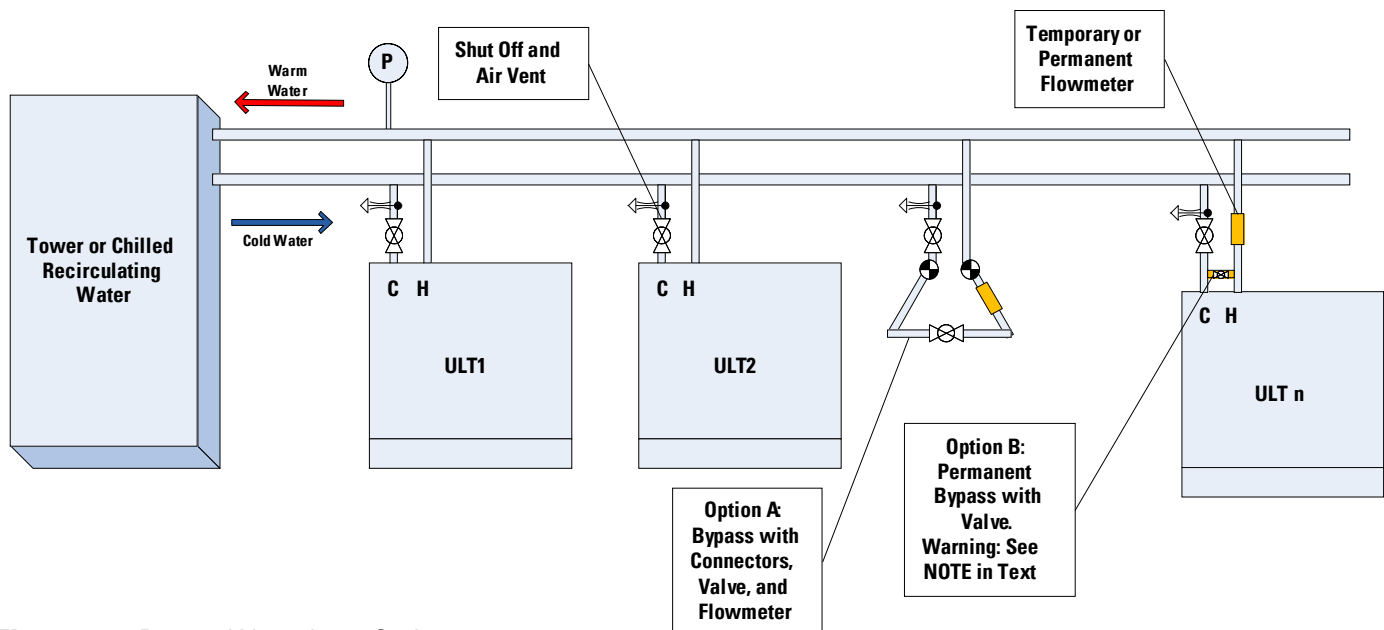 P
Shut Off and
Air Vent
Temporary or
Permanent
Flowmeter
Warm
Water
Cold Water
Tower or Chilled
Recirculating
Water
C H
ULT1
C H
ULT2
C H
ULT n
Option A:
Bypass with
Connectors,
Valve, and
Flowmeter
Option B:
Permanent
Bypass with
Valve.
Warning: See
NOTE in Text